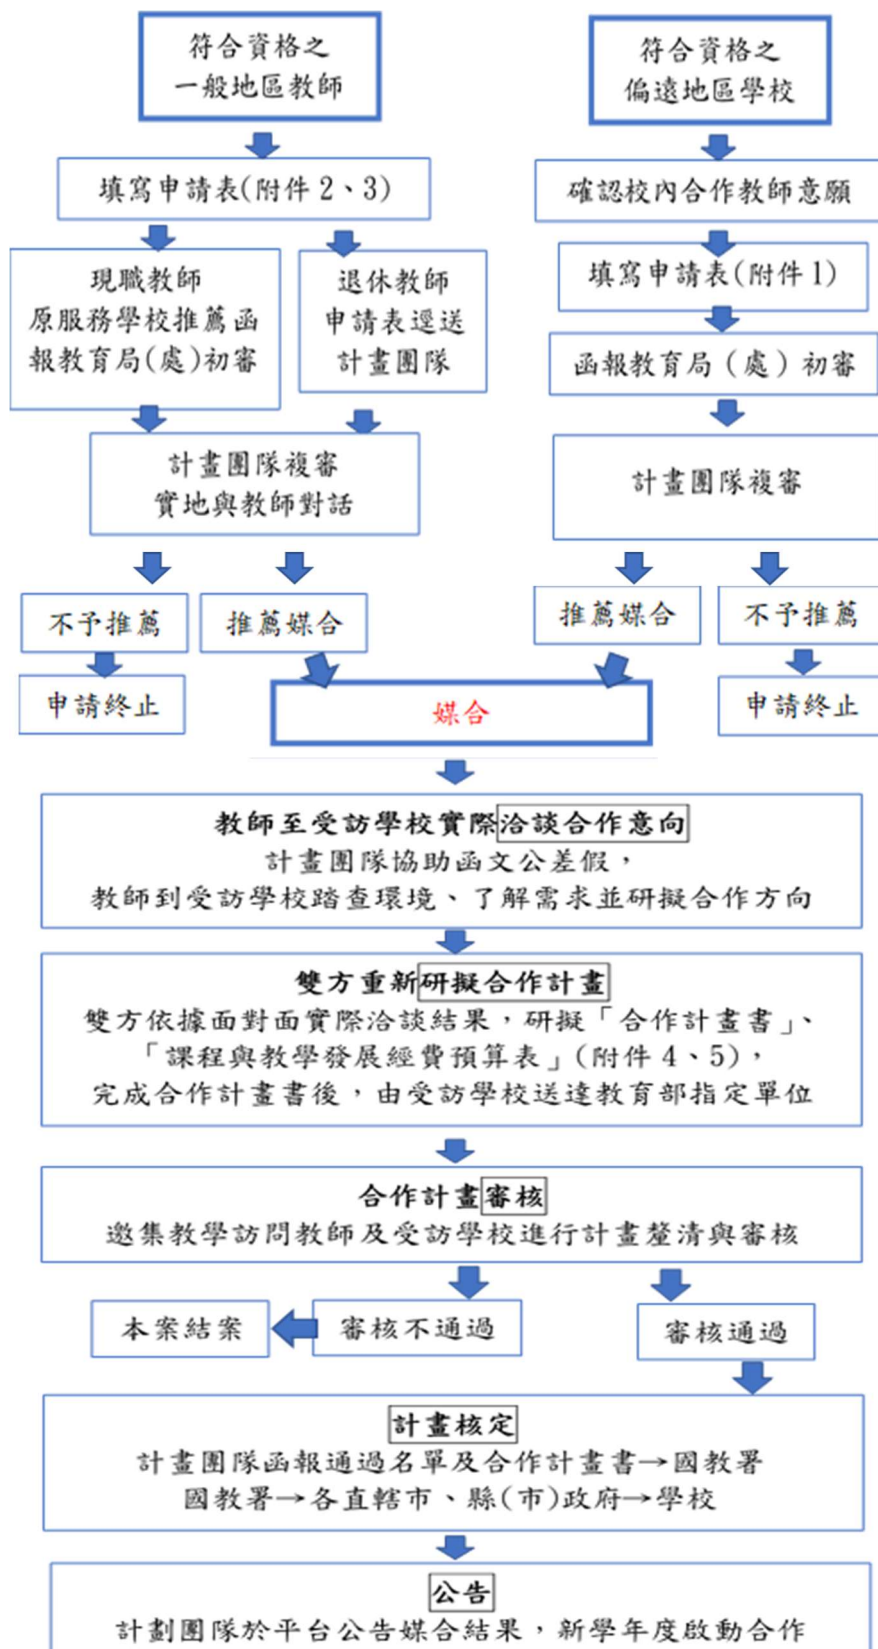 符合資格之
一般地區教師
填寫申請表(附件 2、3)
現職教師
原服務學校推薦函
報教育局(處)初審
退休教師
申請表逕送
計畫團隊
計畫團隊複審
實地與教師對話
不予推薦
推薦媒合
申請終止
符合資格之
偏遠地區學校
確認校內合作教師意願
填寫申請表(附件 1)
函報教育局（處）初審
計畫團隊複審
推薦媒合
不予推薦
申請終止
媒合
教師至受訪學校實際洽談合作意向
計畫團隊協助函文公差假，
教師到受訪學校踏查環境、了解需求並研擬合作方向
雙方重新研擬合作計畫
雙方依據面對面實際洽談結果，研擬「合作計畫書」、
「課程與教學發展經費預算表」(附件 4、5)，
完成合作計畫書後，由受訪學校送達教育部指定單位
合作計畫審核
邀集教學訪問教師及受訪學校進行計畫釐清與審核
本案結案
審核不通過
審核通過
計畫核定
計畫團隊函報通過名單及合作計畫書→國教署
國教署→各直轄市、縣(市)政府→學校
公告
計劃團隊於平台公告媒合結果，新學年度啟動合作